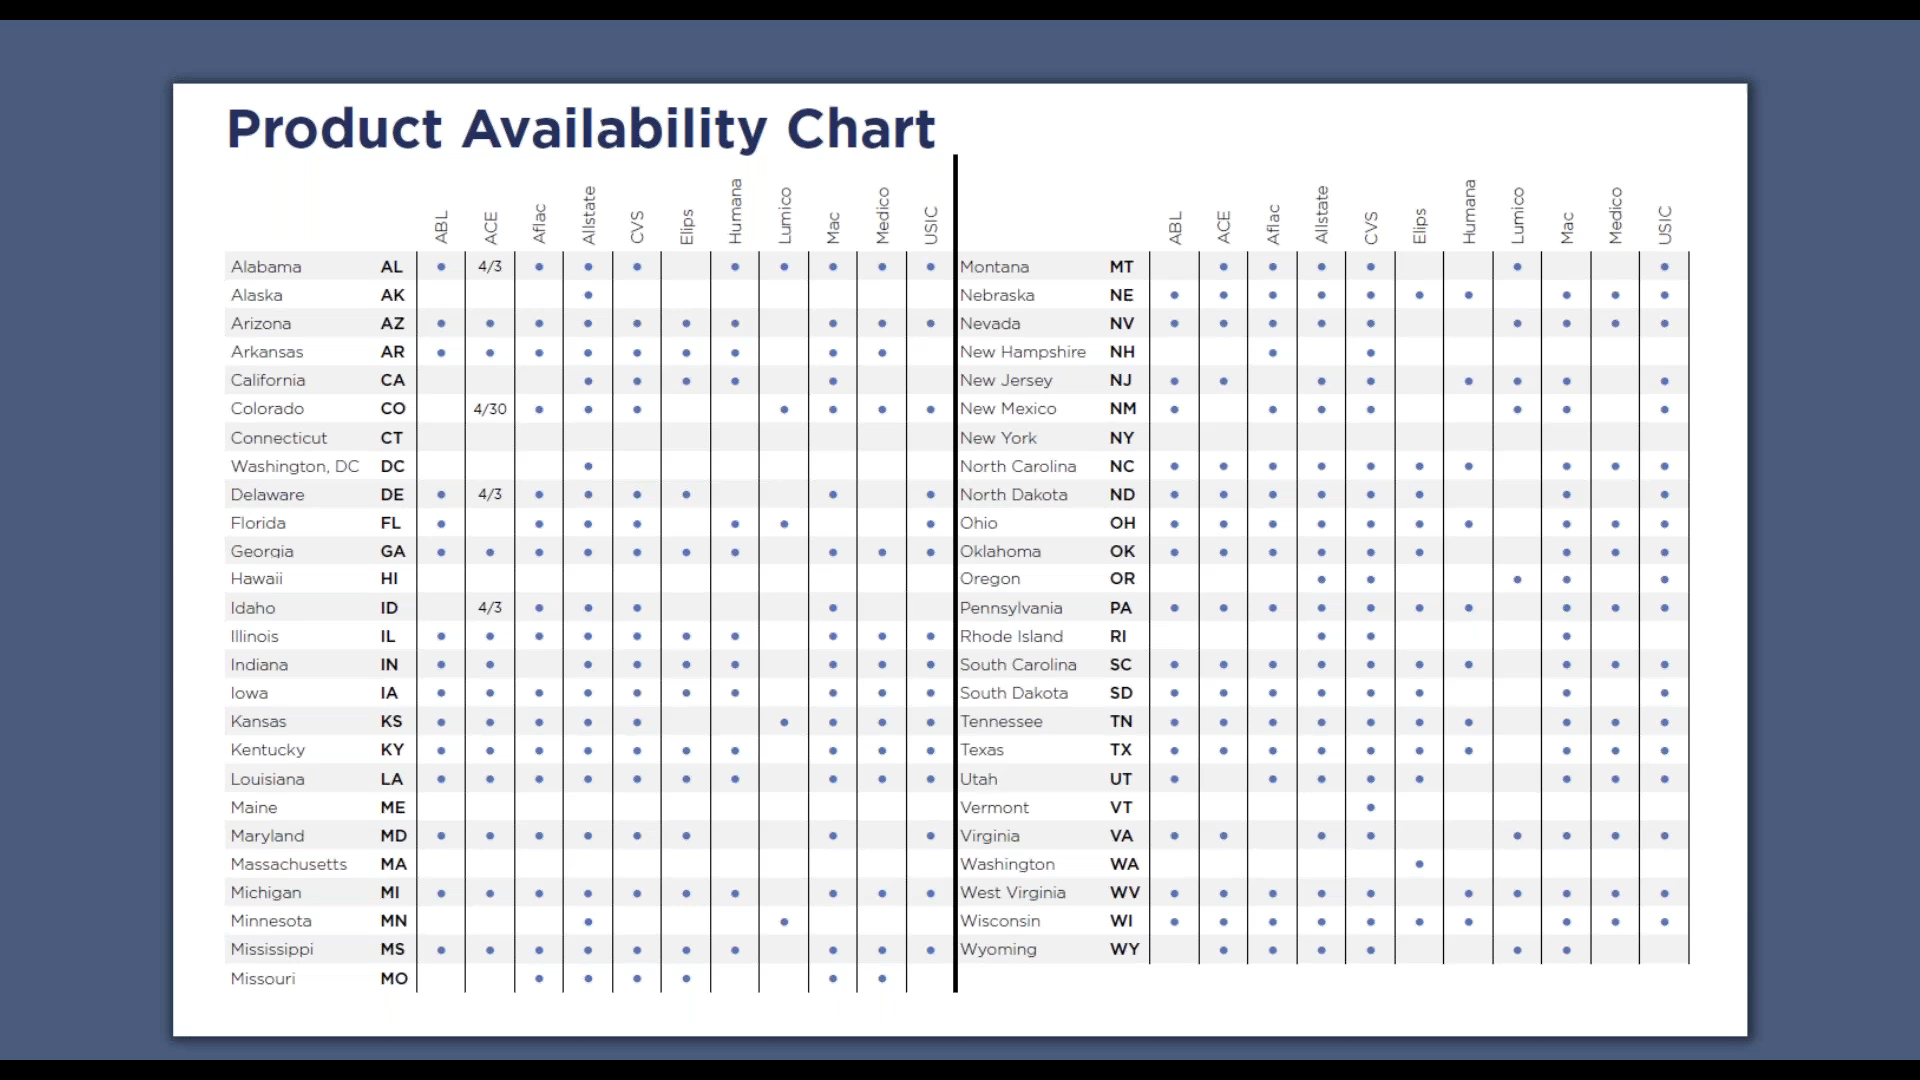 Product Availability Chart
ABL ACE Aflac Allstate CVS Elips Humana Lumico Mac Medico USIC
Alabama AL • 4/3 • • • • • • • •
Alaska AK •
Arizona AZ • • • • • • • • • •
Arkansas AR • • • • • • • • •
California CA • • • • •
Colorado CO 4/30 • • • • • • •
Connecticut CT
Washington, DC DC •
Delaware DE • 4/3 • • • • • •
Florida FL • • • • • • •
Georgia GA • • • • • • • • • •
Hawaii HI
Idaho ID 4/3 • • • •
Illinois IL • • • • • • • • • •
Indiana IN • • • • • • • • •
Iowa IA • • • • • • • • • •
Kansas KS • • • • • • • • •
Kentucky KY • • • • • • • • • •
Louisiana LA • • • • • • • • • •
Maine ME
Maryland MD • • • • • • • •
Massachusetts MA
Michigan MI • • • • • • • • • •
Minnesota MN • •
Mississippi MS • • • • • • • • • •
Missouri MO • • • • • •
ABL ACE Aflac Allstate CVS Elips Humana Lumico Mac Medico USIC
Montana MT • • • • • •
Nebraska NE • • • • • • • • • •
Nevada NV • • • • • • • • •
New Hampshire NH • •
New Jersey NJ • • • • • • • •
New Mexico NM • • • • • • •
New York NY
North Carolina NC • • • • • • • • • •
North Dakota ND • • • • • • • •
Ohio OH • • • • • • • • • •
Oklahoma OK • • • • • • • • •
Oregon OR • • • • •
Pennsylvania PA • • • • • • • • • •
Rhode Island RI • • •
South Carolina SC • • • • • • • • • •
South Dakota SD • • • • • • • •
Tennessee TN • • • • • • • • • •
Texas TX • • • • • • • • • •
Utah UT • • • • • • • •
Vermont VT •
Virginia VA • • • • • • • •
Washington WA •
West Virginia WV • • • • • • • • • •
Wisconsin WI • • • • • • • • • •
Wyoming WY • • • • • •